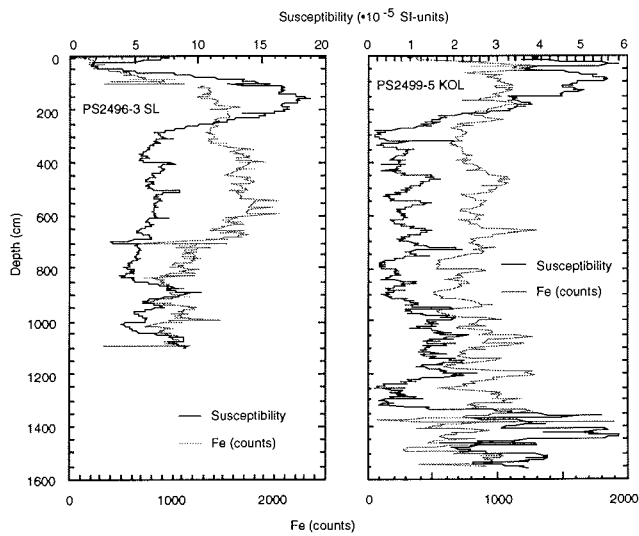 Susceptibility (•10 -5 SI-units)
0 5 10 15 20
0 1 2 3 4 5 6
PS2496-3 SL
PS2499-5 KOL
Depth (cm)
0
200
400
600
800
1000
1200
1400
1600
Susceptibility
Fe (counts)
Susceptibility
Fe (counts)
0 1000 2000
0 1000 2000
Fe (counts)